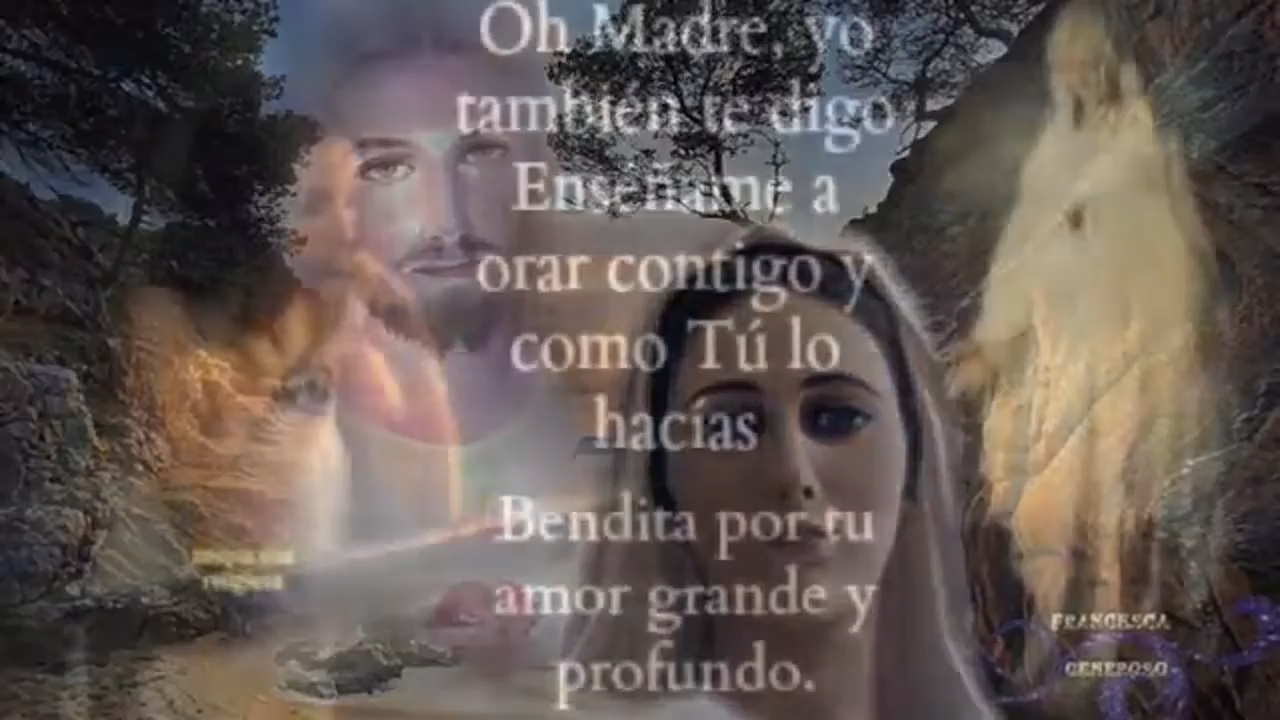 Oh Madre, yo
también te digo
Enséñame a
orar contigo y
como Tú lo
hacías
Bendita por tu
amor grande y
profundo.
FRANCESCA
GENEROSO